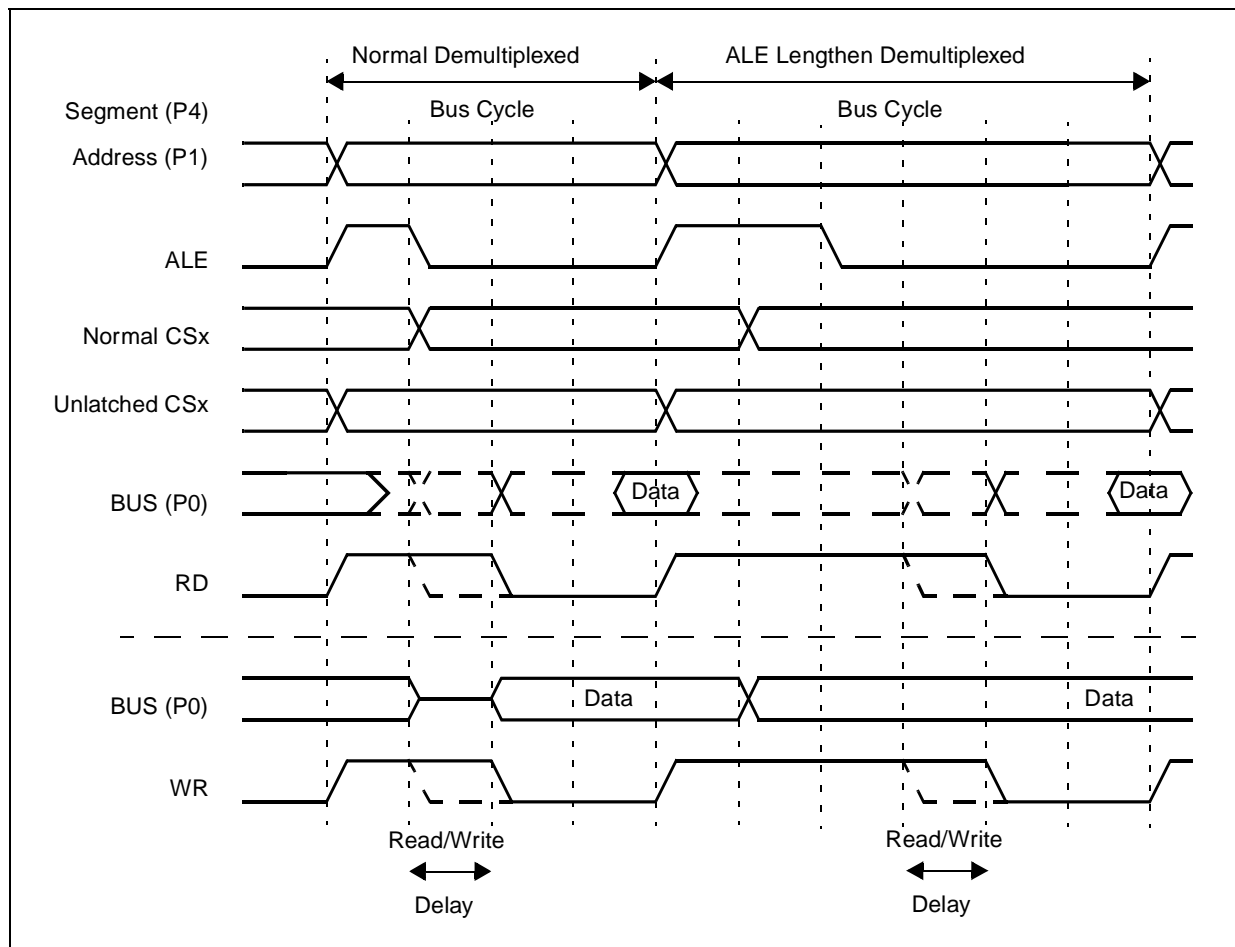 Normal Demultiplexed
ALE Lengthen Demultiplexed
Segment (P4)
Bus Cycle
Bus Cycle
Address (P1)
ALE
Normal CSx
Unlatched CSx
BUS (P0)
Data
Data
RD
BUS (P0)
Data
Data
WR
Read/Write
Read/Write
Delay
Delay